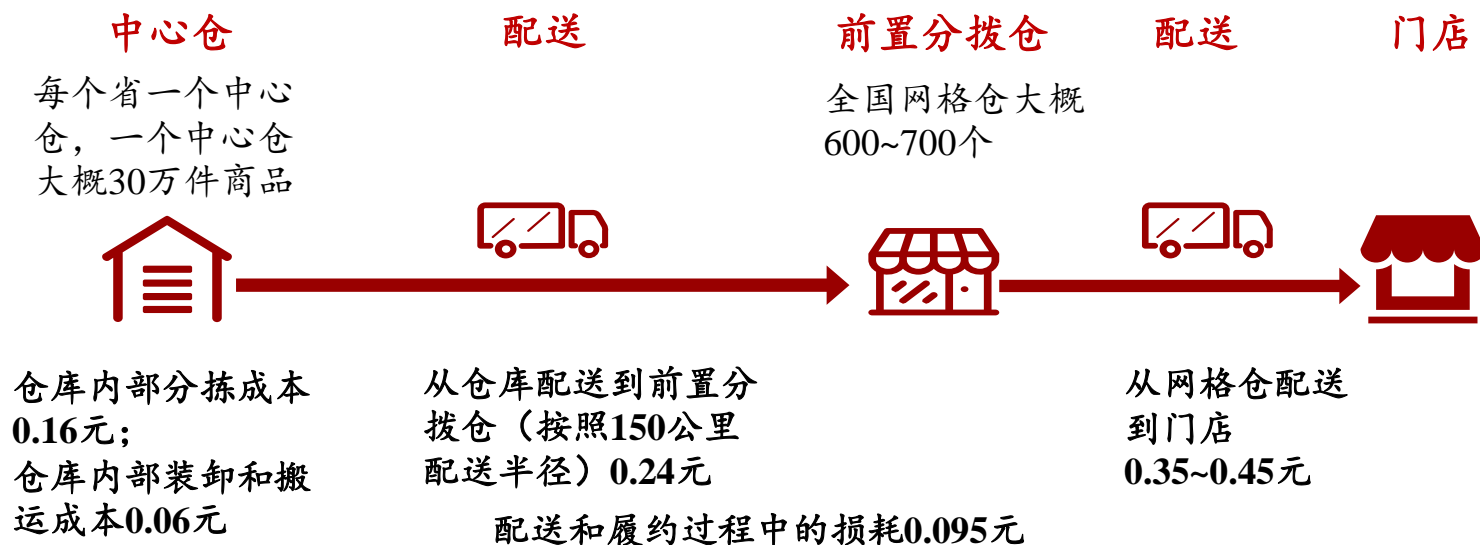 中心仓
配送
前置分拨仓
配送
门店
每个省一个中心
仓，一个中心仓
大概30万件商品
全国网格仓大概
600~700个
仓库内部分拣成本
0.16元；
仓库内部装卸和搬
运成本0.06元
从仓库配送到前置分
拨仓（按照150公里
配送半径）0.24元
从网格仓配送
到门店
0.35~0.45元
配送和履约过程中的损耗0.095元